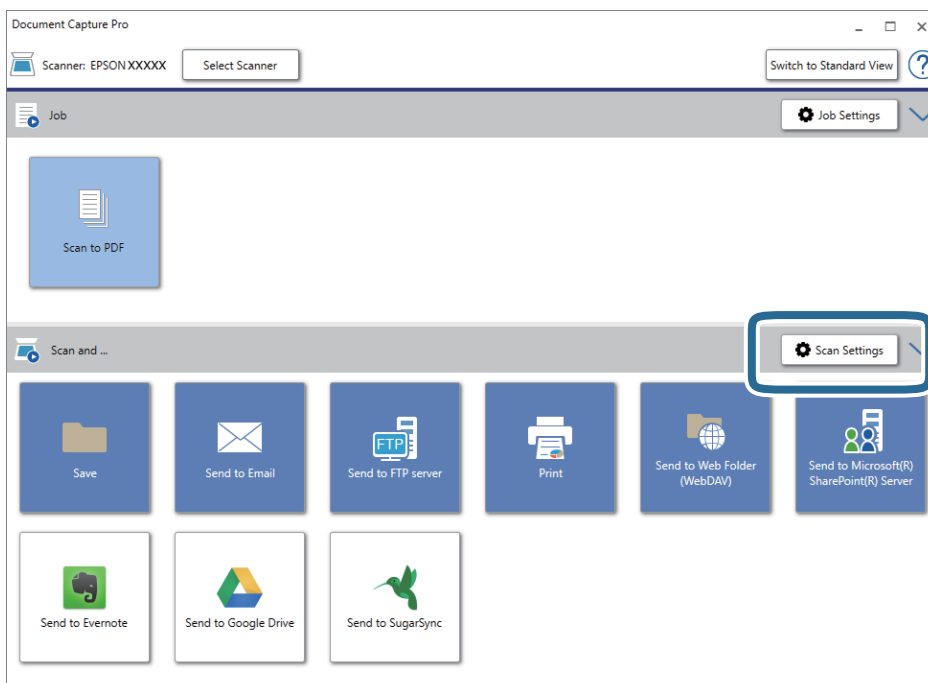 Document Capture Pro
Scanner: EPSON XXXXX
Select Scanner
Switch to Standard View
?
Job
Job Settings
Scan to PDF
Scan and ...
Scan Settings
Save
Send to Email
FTP
Send to FTP server
Print
Send to Web Folder
(WebDAV)
Send to Microsoft(R)
SharePoint(R) Server
Send to Evernote
Send to Google Drive
Send to SugarSync